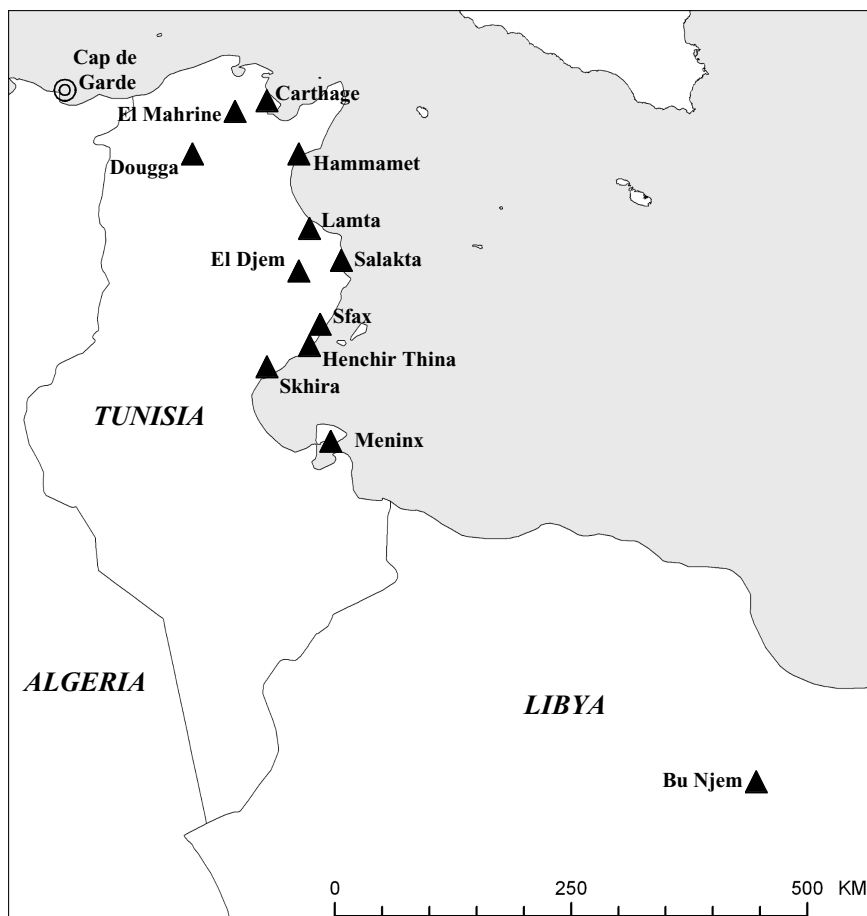 Cap de
Garde
Carthage
El Mahrine
Dougga
Hammamet
Lamta
El Djem
Salakta
Sfax
Henchir Thina
Skhira
TUNISIA
Meninx
ALGERIA
LIBYA
Bu Njem
0 250 500 KM